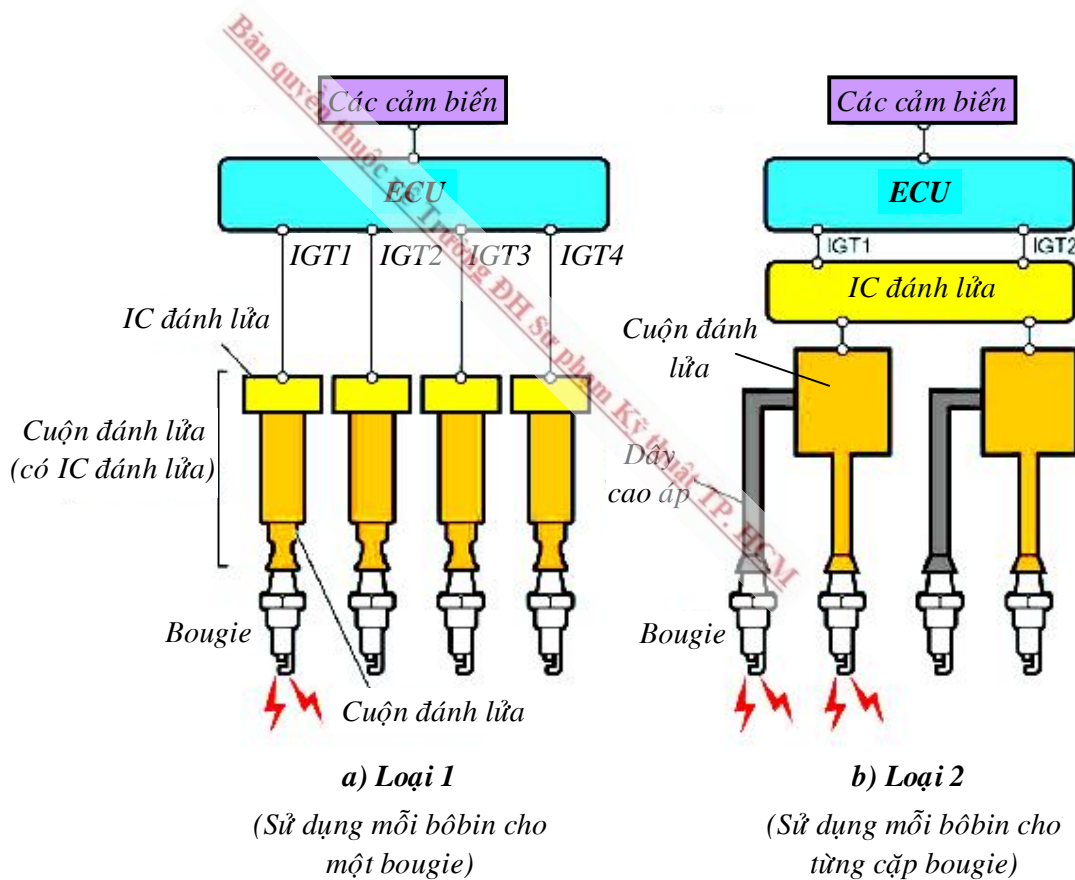 Bản quyền thuộc về Trường ĐH Sư phạm Kỹ thuật TP. HCM
Các cảm biến
ECU
IGT1
IGT2
IGT3
IGT4
IC đánh lửa
Cuộn đánh lửa
(có IC đánh lửa)
Bougie
Cuộn đánh lửa
a) Loại 1
(Sử dụng mỗi bôbin cho
một bougie)
Các cảm biến
ECU
IGT1
IGT2
IC đánh lửa
Cuộn đánh
lửa
Dây
cao áp
Bougie
b) Loại 2
(Sử dụng mỗi bôbin cho
từng cặp bougie)